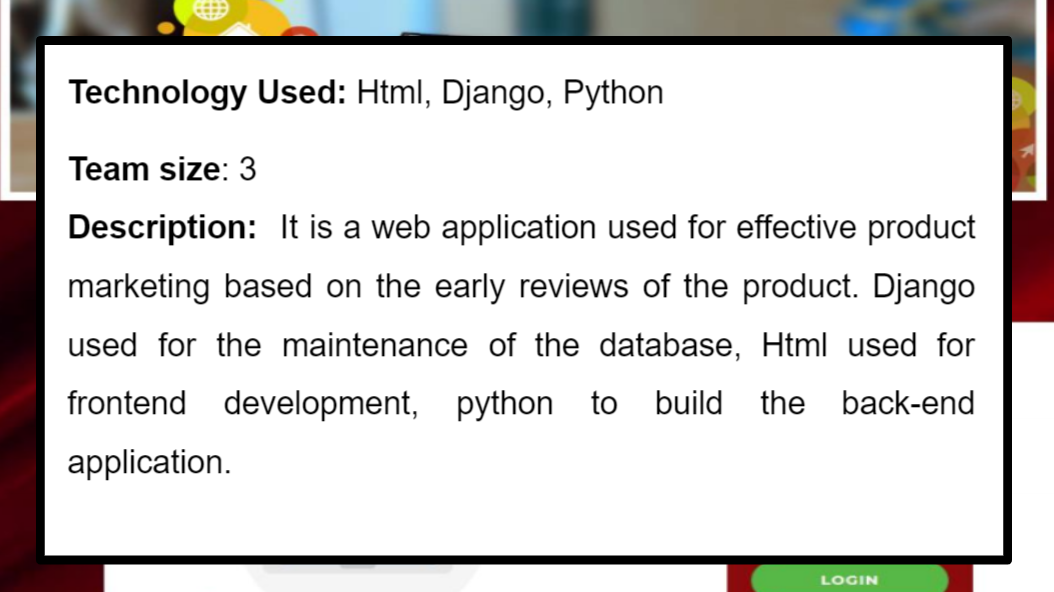 Technology Used: Html, Django, Python
Team size: 3
Description: It is a web application used for effective product
marketing based on the early reviews of the product. Django
used for the maintenance of the database, Html used for
frontend development, python to build the back-end
application.
LOGIN